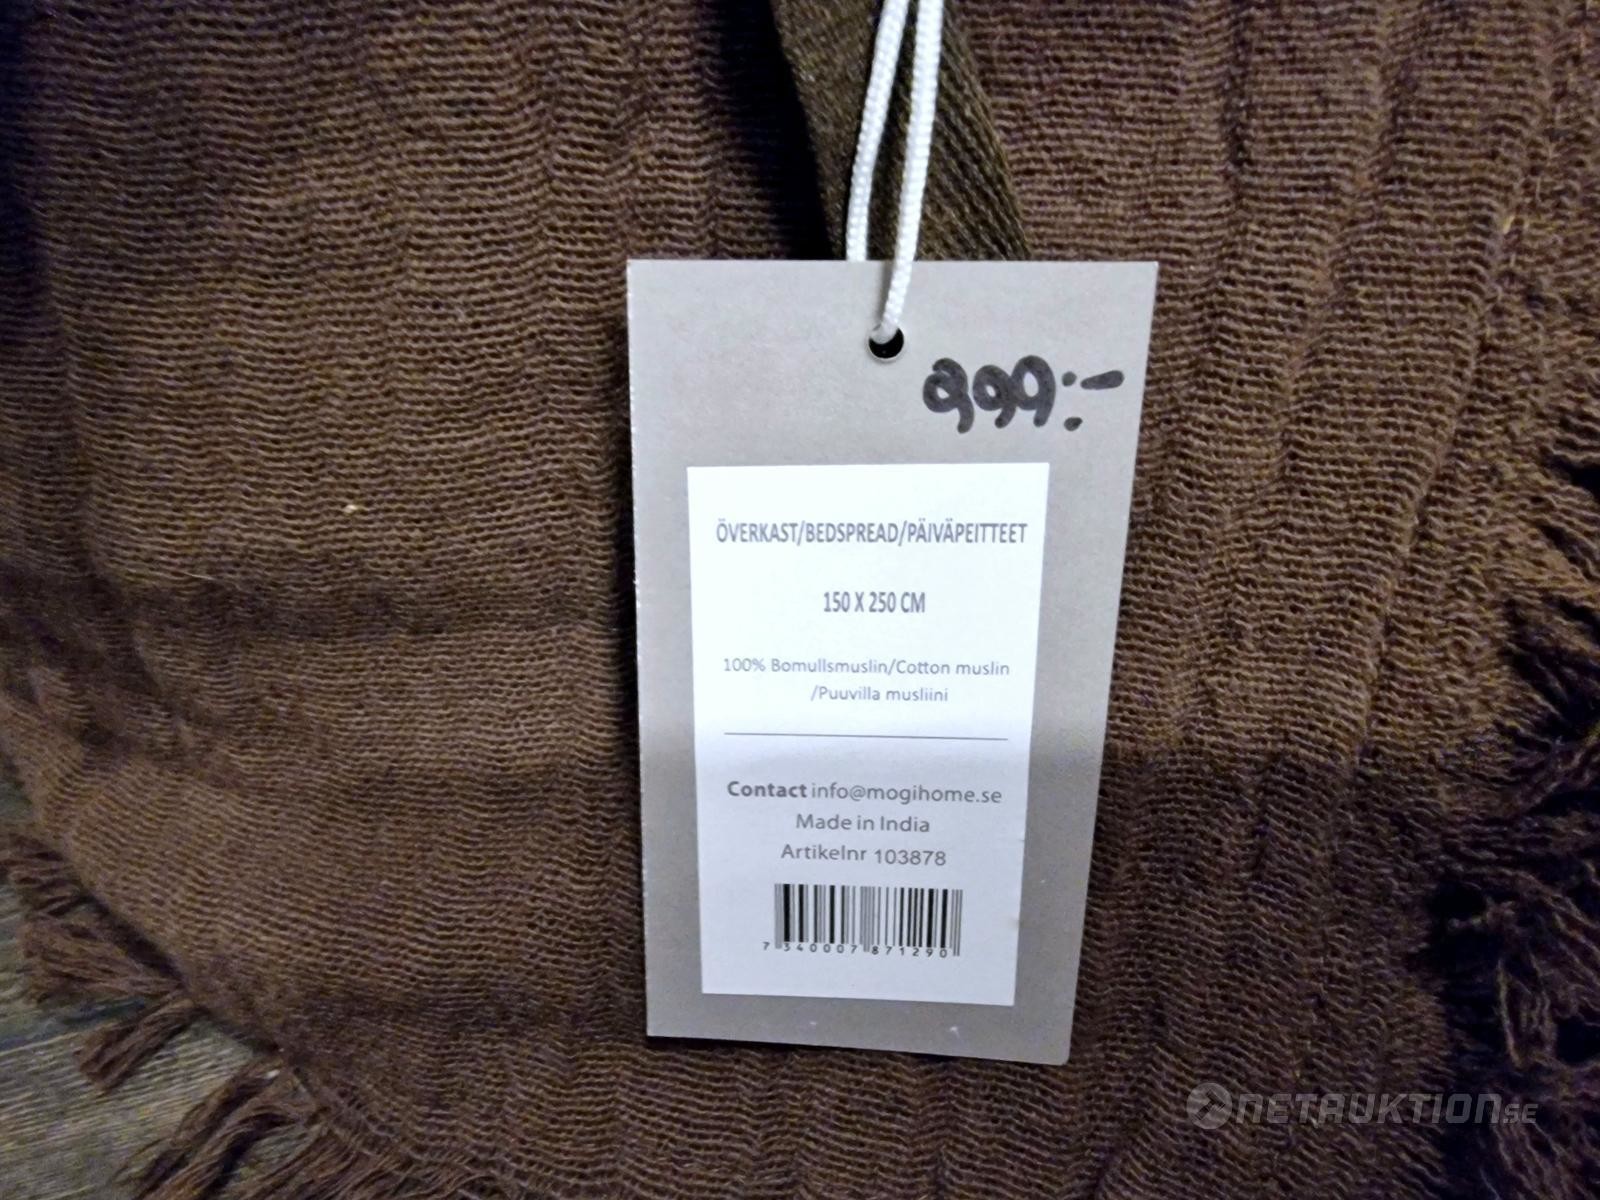 999:-
ÖVERKAST/BEDSPREAD/PÄIVÄPEITTEET
150 X 250 CM
100% Bomullsmuslin/Cotton muslin
/Puuvilla musliini
Contact info@mogihome.se
Made in India
Artikelnr 103878
7 340007 871290
NETAUKTION.SE